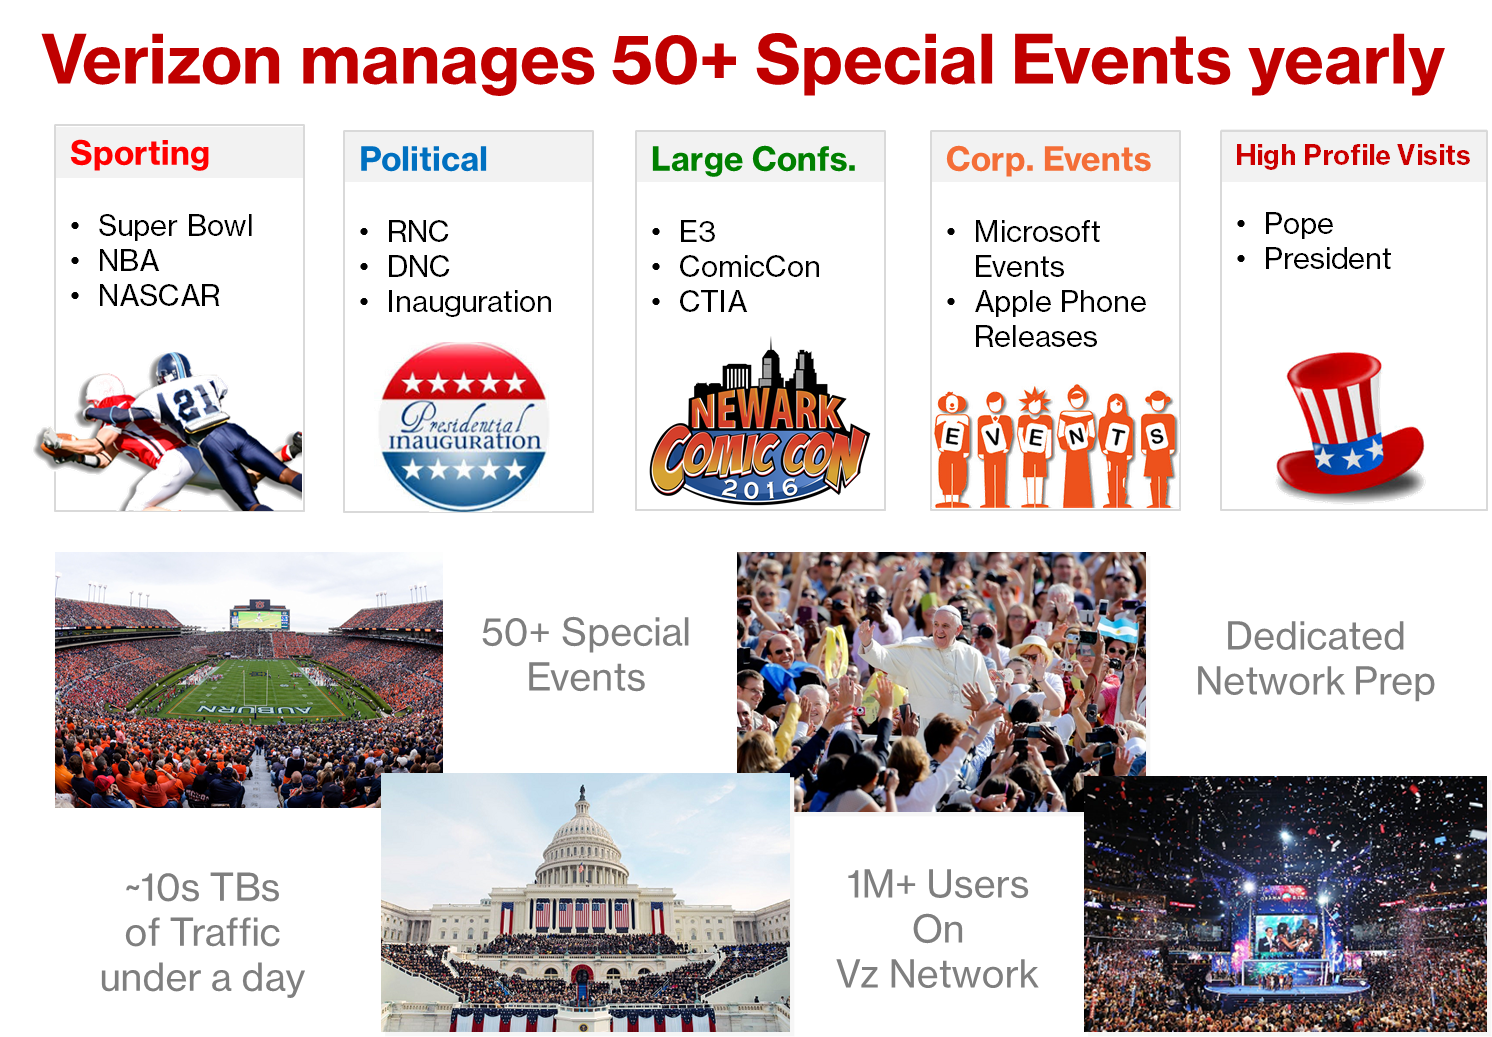 Verizon manages 50+ Special Events yearly
Sporting
• Super Bowl
• NBA
• NASCAR
21
Political
• RNC
• DNC
• Inauguration
Presidential
INAUGURATION
Large Confs.
• E3
• ComicCon
• CTIA
NEWARK
COMIC CON
2016
Corp. Events
• Microsoft
Events
• Apple Phone
Releases
EVENTS
High Profile Visits
• Pope
• President
AUBURN
50+ Special
Events
Dedicated
Network Prep
~10s TBs
of Traffic
under a day
1M+ Users
On
Vz Network